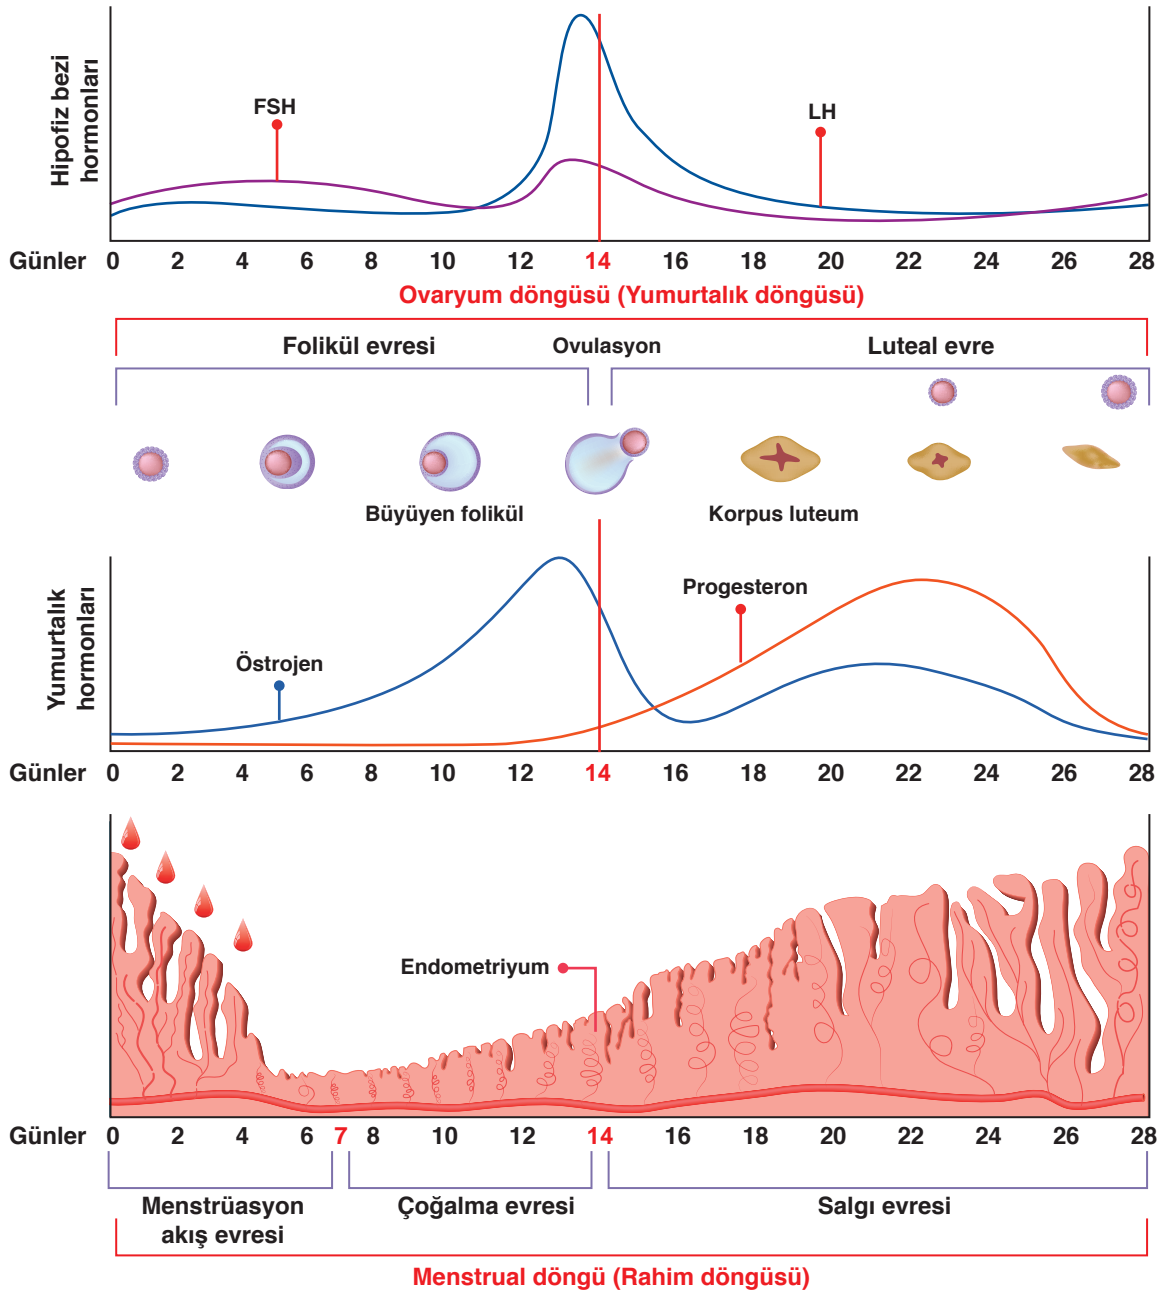 Hipofiz bezi
hormonları
FSH
LH
Günler 0 2 4 6 8 10 12 14 16 18 20 22 24 26 28
Ovaryum döngüsü (Yumurtalık döngüsü)
Folikül evresi Ovulasyon Luteal evre
Büyüyen folikül Korpus luteum
Yumurtalık
hormonları
Progesteron
Östrojen
Günler 0 2 4 6 8 10 12 14 16 18 20 22 24 26 28
Endometriyum
Günler 0 2 4 6 7 8 10 12 14 16 18 20 22 24 26 28
Menstrüasyon
akış evresi
Çoğalma evresi
Salgı evresi
Menstrual döngü (Rahim döngüsü)